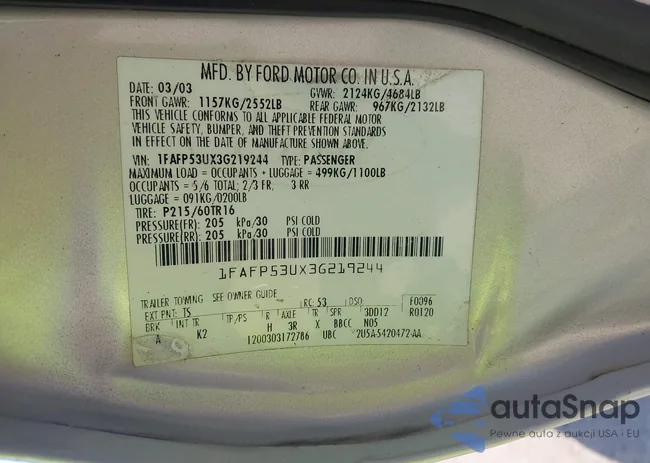 MFD. BY FORD MOTOR CO. IN U.S.A.
DATE: 03/03 GVWR: 2124KG/4684LB
FRONT GAWR: 1157KG/2552LB REAR GAWR: 967KG/2132LB
THIS VEHICLE CONFORMS TO ALL APPLICABLE FEDERAL MOTOR
VEHICLE SAFETY, BUMPER, AND THEFT PREVENTION STANDARDS
IN EFFECT ON THE DATE OF MANUFACTURE SHOWN ABOVE.
VIN: 1FAFP53UX3G219244 TYPE: PASSENGER
MAXIMUM LOAD = OCCUPANTS + LUGGAGE = 499KG/1100LB
OCCUPANTS = 5/6 TOTAL: 2/3 FR, 3 RR
LUGGAGE = 091KG/0200LB
TIRE: P215/60TR16
PRESSURE(FR): 205 kPa/30 PSI COLD
PRESSURE(RR): 205 kPa/30 PSI COLD
1FAFP53UX3G219244
TRAILER TOWING SEE OWNER GUIDE
EXT PNT: TS RC: 53 DSO: F0096
BRK INT TR TP/PS R AXLE TR SPR 3DD12 R0120
A K2 H 3R X BBCC N05
1200303172786 UBC 2U5A-5420472-AA
autaSnap
Pewne auta z aukcji USA i EU